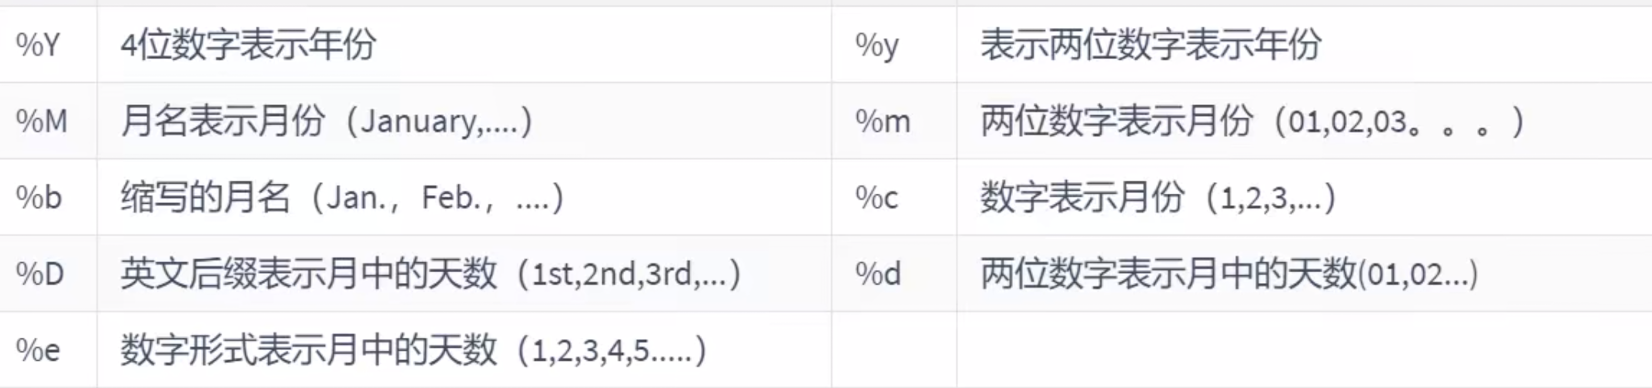 %Y 4位数字表示年份 %y 表示两位数字表示年份
%M 月名表示月份（January,....） %m 两位数字表示月份（01,02,03。。。）
%b 缩写的月名（Jan.，Feb.，....） %c 数字表示月份（1,2,3,...）
%D 英文后缀表示月中的天数（1st,2nd,3rd,...） %d 两位数字表示月中的天数(01,02...)
%e 数字形式表示月中的天数（1,2,3,4,5.....）